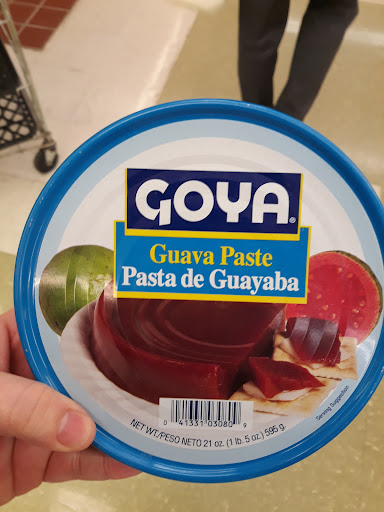 GOYA®
Guava Paste
Pasta de Guayaba
0 41331 03080 9
NET WT./PESO NETO 21 oz. (1 lb. 5 oz.) 595 g.
Serving Suggestion